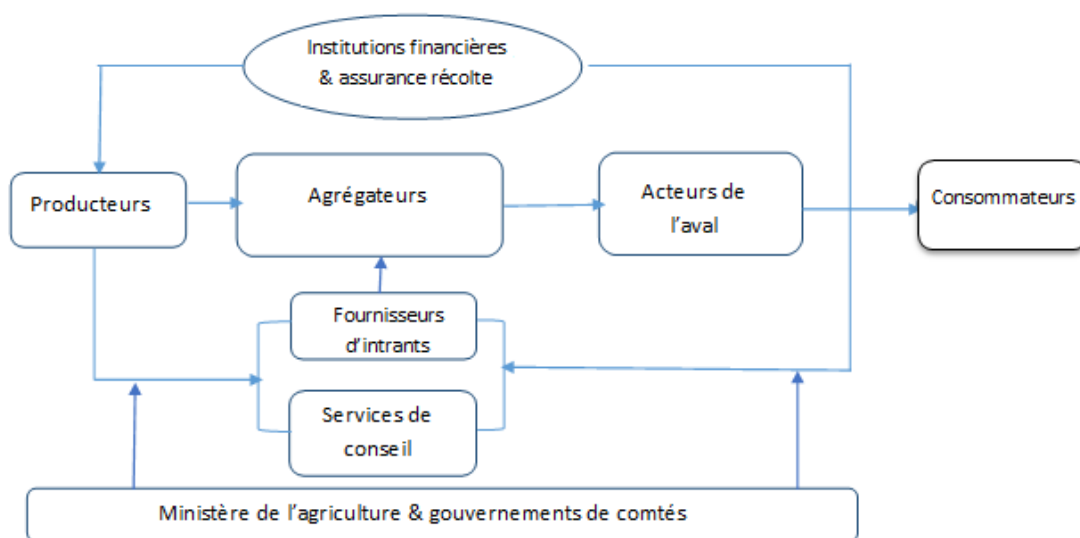 Institutions financières
& assurance récolte
Producteurs
Agrégateurs
Acteurs de
l'aval
Consommateurs
Fournisseurs
d'intrants
Services de
conseil
Ministère de l'agriculture & gouvernements de comtés